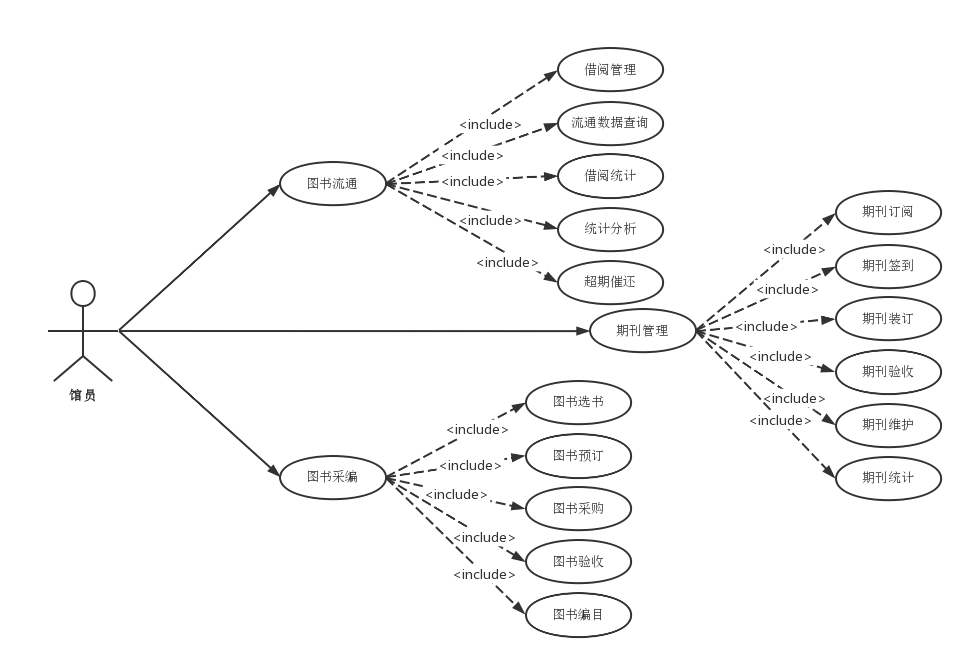 借阅管理
<include>
流通数据查询
<include>
图书流通
<include>
借阅统计
<include>
统计分析
<include>
超期催还
馆员
期刊管理
<include>
期刊订阅
<include>
期刊签到
<include>
期刊装订
<include>
期刊验收
<include>
期刊维护
<include>
期刊统计
图书采编
<include>
图书选书
<include>
图书预订
<include>
图书采购
<include>
图书验收
<include>
图书编目